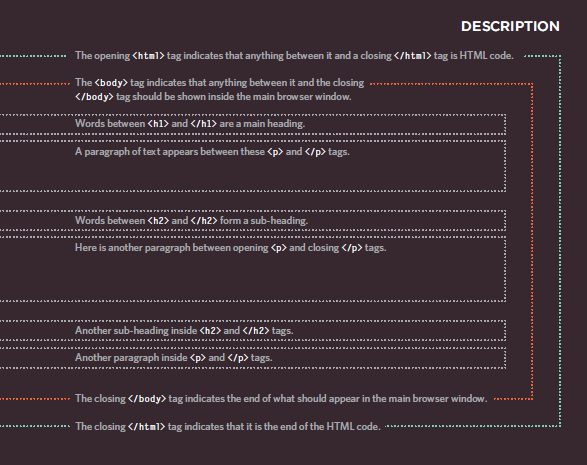 DESCRIPTION
The opening <html> tag indicates that anything between it and a closing </html> tag is HTML code.
The <body> tag indicates that anything between it and the closing
</body> tag should be shown inside the main browser window.
Words between <h1> and </h1> are a main heading.
A paragraph of text appears between these <p> and </p> tags.
Words between <h2> and </h2> form a sub-heading.
Here is another paragraph between opening <p> and closing </p> tags.
Another sub-heading inside <h2> and </h2> tags.
Another paragraph inside <p> and </p> tags.
The closing </body> tag indicates the end of what should appear in the main browser window.
The closing </html> tag indicates that it is the end of the HTML code.